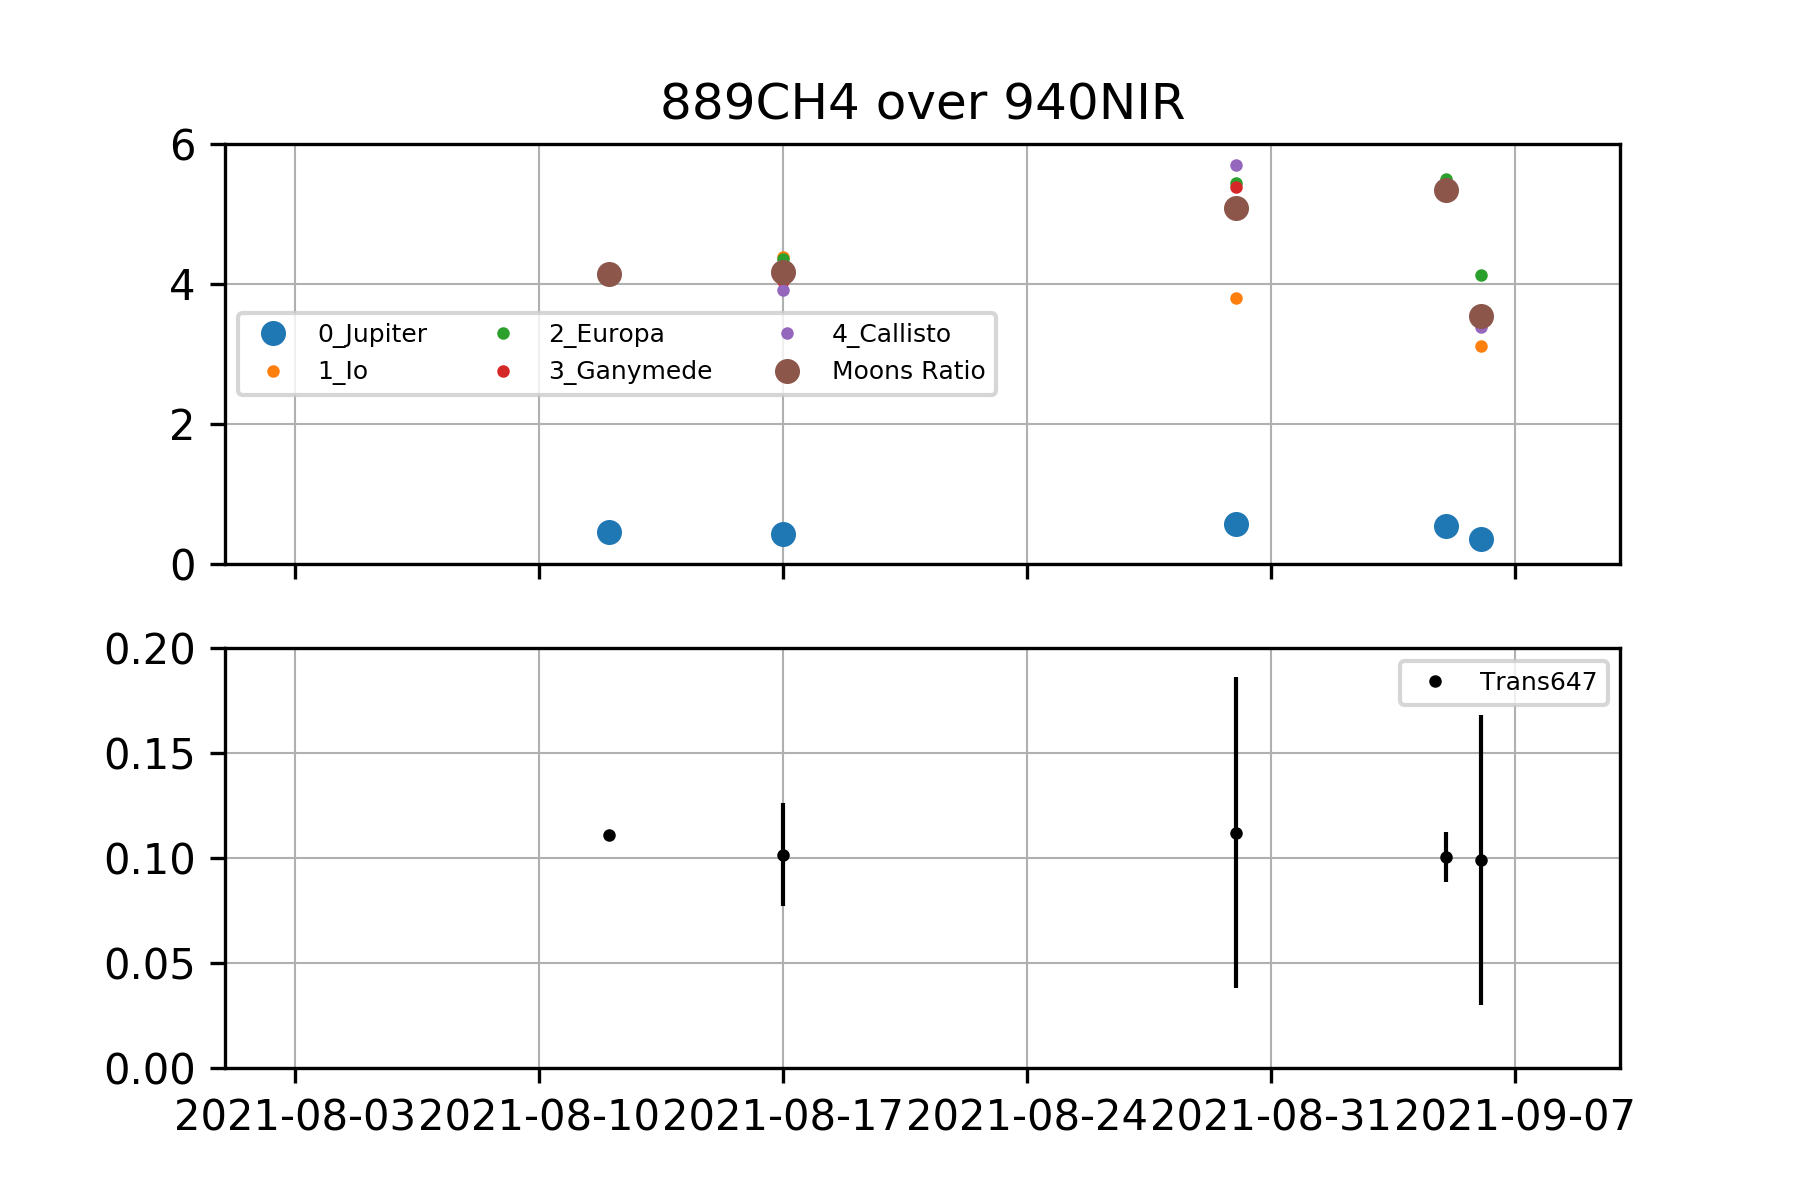 889CH4 over 940NIR
6
4
2
0
0_Jupiter 2_Europa 4_Callisto
1_Io 3_Ganymede Moons Ratio
0.20
0.15
0.10
0.05
0.00
Trans647
2021-08-03 2021-08-10 2021-08-17 2021-08-24 2021-08-31 2021-09-07